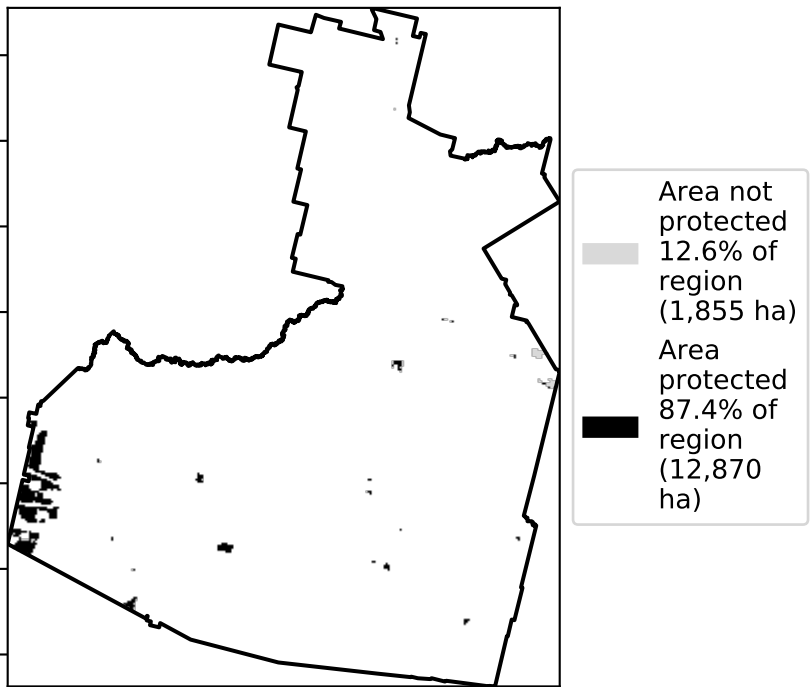 Area not
protected
12.6% of
region
(1,855 ha)
Area
protected
87.4% of
region
(12,870
ha)